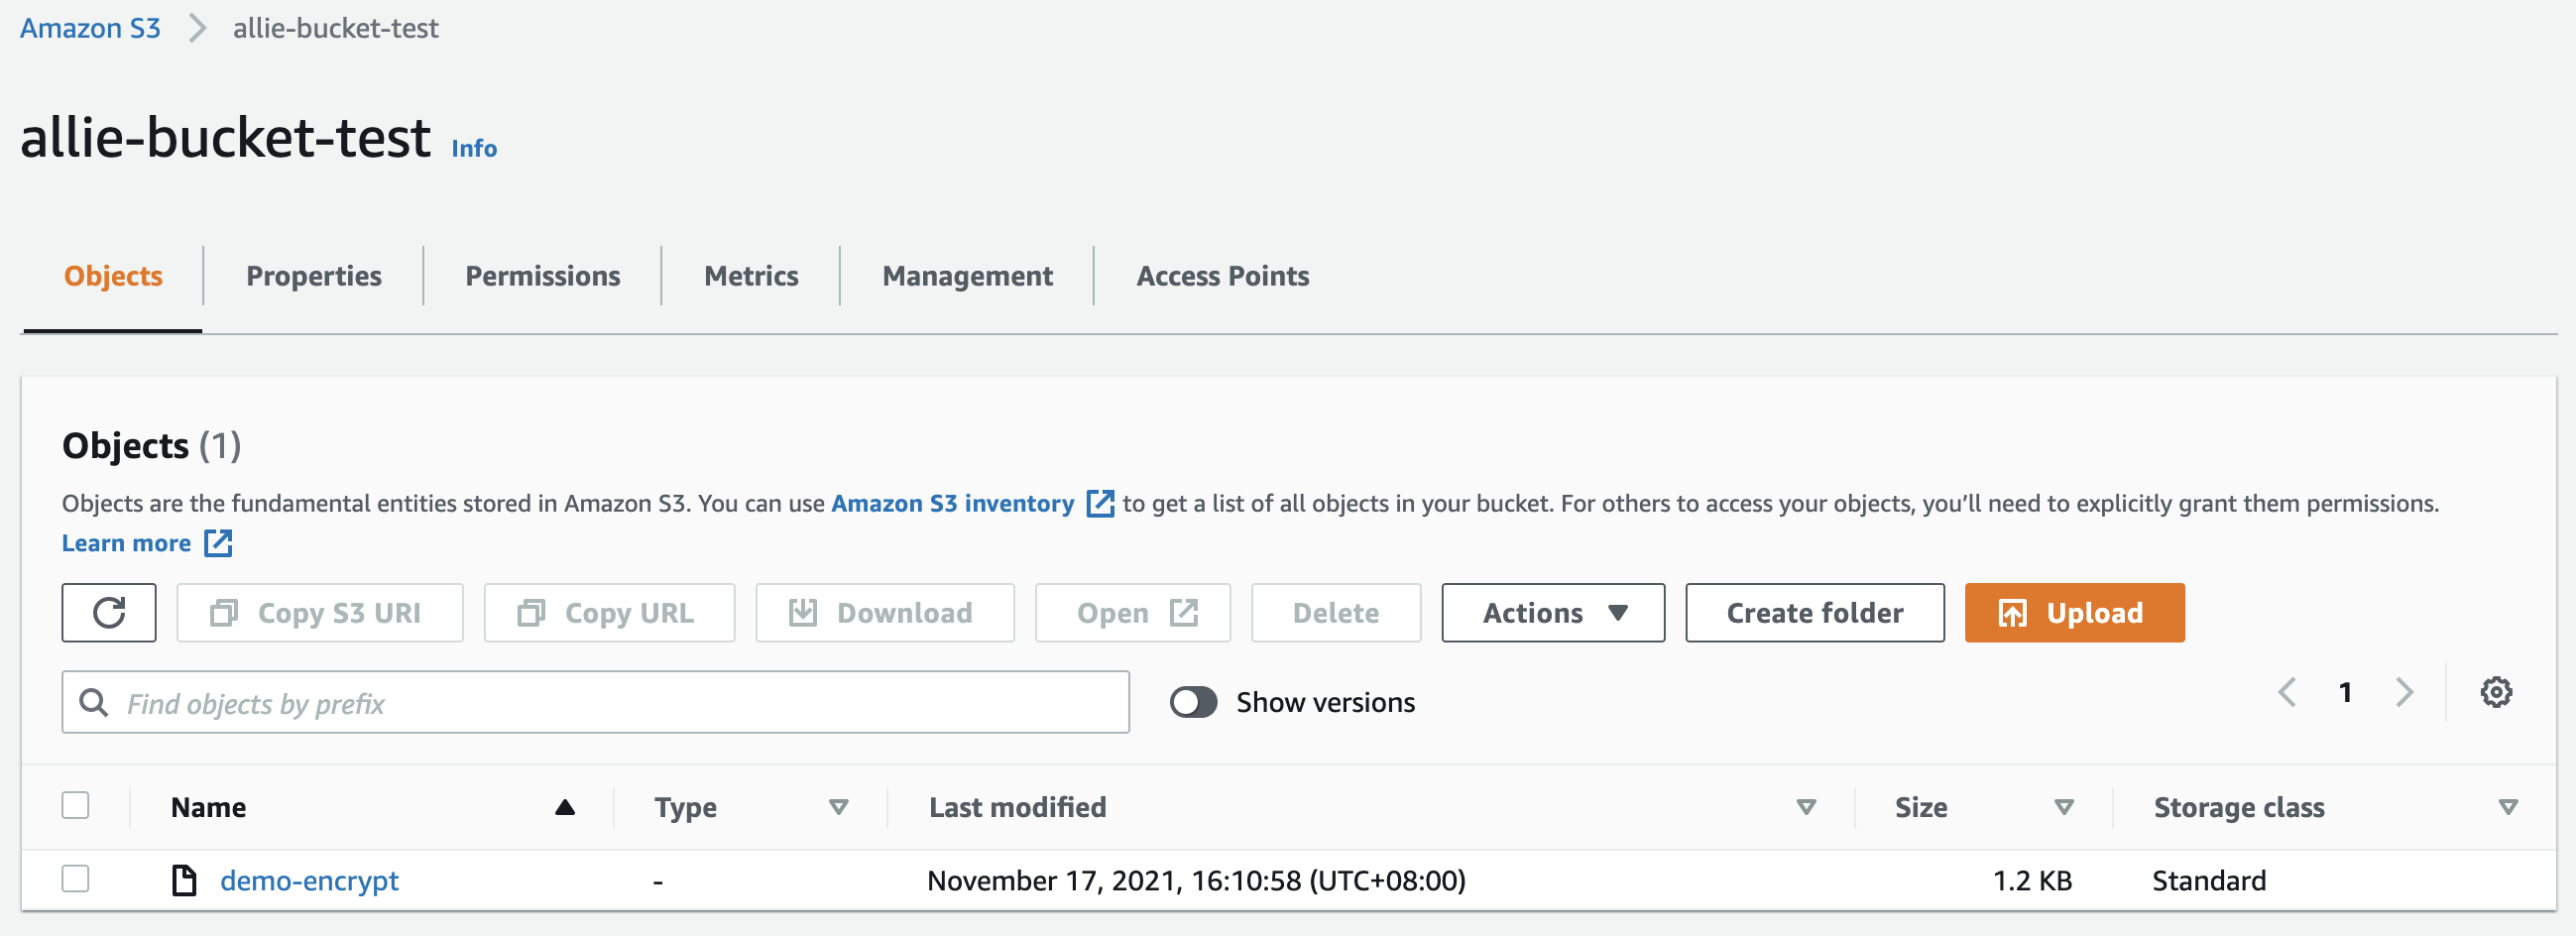 Amazon S3 allie-bucket-test
allie-bucket-test Info
Objects Properties Permissions Metrics Management Access Points
Objects (1)
Objects are the fundamental entities stored in Amazon S3. You can use Amazon S3 inventory to get a list of all objects in your bucket. For others to access your objects, you’ll need to explicitly grant them permissions.
Learn more
Copy S3 URI Copy URL Download Open Delete Actions Create folder Upload
Find objects by prefix Show versions 1
Name Type Last modified Size Storage class
demo-encrypt - November 17, 2021, 16:10:58 (UTC+08:00) 1.2 KB Standard